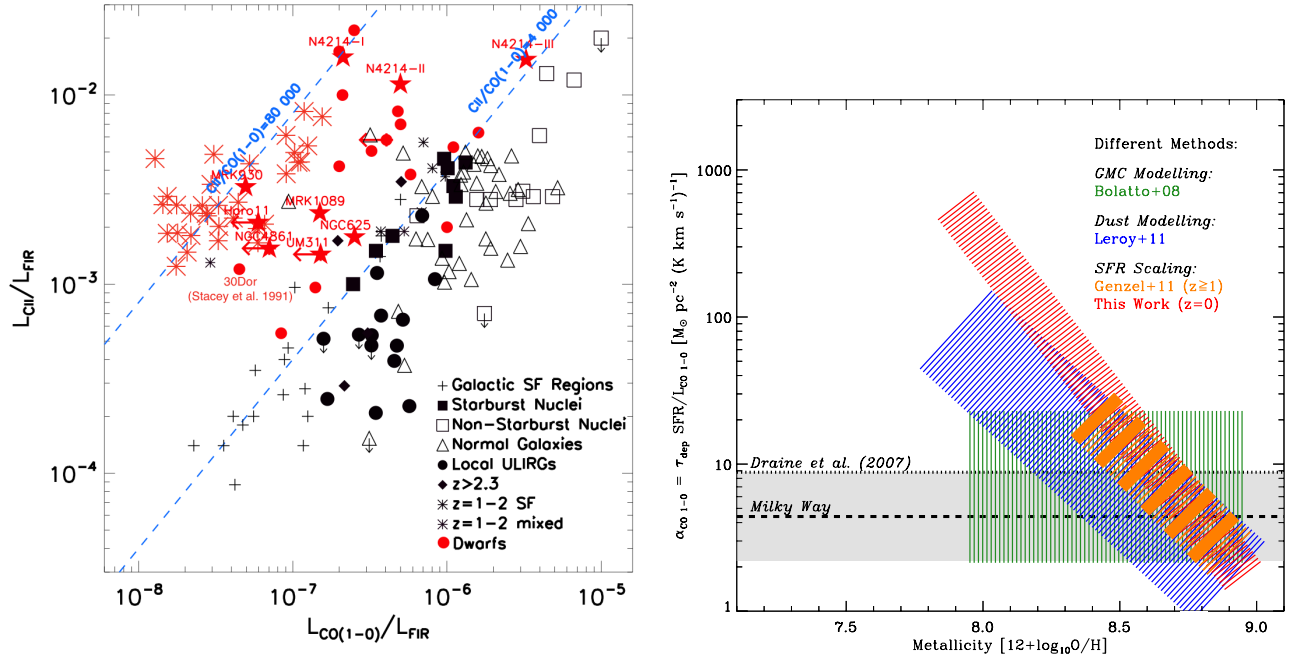 CII/CO(1-0)=80 000
CII/CO(1-0)=4 000
N4214-I
N4214-II
N4214-III
MRK930
Haro11
NGC4861
MRK1089
NGC625
UM311
30Dor
(Stacey et al. 1991)
10⁻²
10⁻³
10⁻⁴
L_CII/L_FIR
+ Galactic SF Regions
Starburst Nuclei
Non-Starburst Nuclei
Normal Galaxies
Local ULIRGs
z>2.3
z=1-2 SF
z=1-2 mixed
Dwarfs
10⁻⁸
10⁻⁷
10⁻⁶
10⁻⁵
L_CO(1-0)/L_FIR
α_CO 1-0 = τ_dep SFR/L_CO 1-0 [M_⊙ pc⁻² (K km s⁻¹)⁻¹]
1000
100
10
1
Different Methods:
GMC Modelling:
Bolatto+08
Dust Modelling:
Leroy+11
SFR Scaling:
Genzel+11 (z≧1)
This Work (z=0)
Draine et al. (2007)
Milky Way
7.5
8.0
8.5
9.0
Metallicity [12+log₁₀O/H]